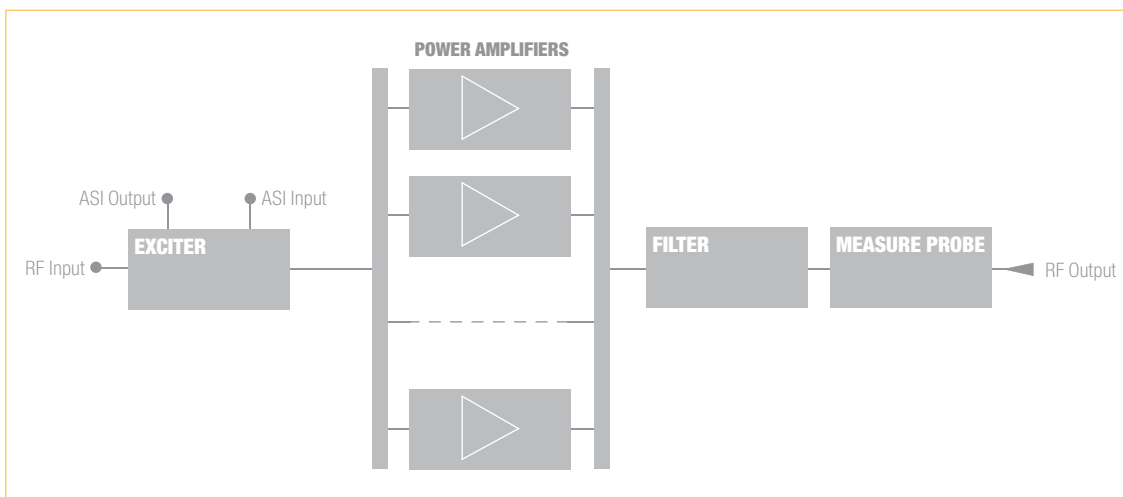 POWER AMPLIFIERS
ASI Output
ASI Input
EXCITER
FILTER
MEASURE PROBE
RF Input
RF Output